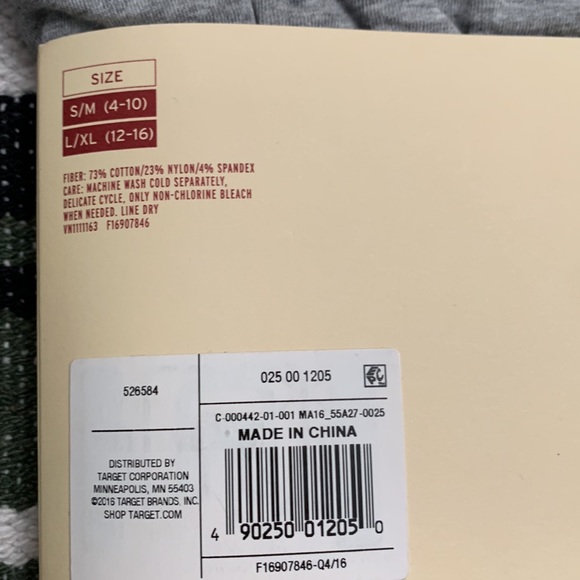 SIZE
S/M (4-10)
L/XL (12-16)
FIBER: 73% COTTON/23% NYLON/4% SPANDEX
CARE: MACHINE WASH COLD SEPARATELY,
DELICATE CYCLE, ONLY NON-CHLORINE BLEACH
WHEN NEEDED. LINE DRY
VN1111163 F16907846
526584
025 00 1205
C-000442-01-001 MA16_55A27-0025
MADE IN CHINA
DISTRIBUTED BY
TARGET CORPORATION
MINNEAPOLIS, MN 55403
©2016 TARGET BRANDS, INC.
SHOP TARGET.COM
4 90250 01205 0
F16907846-Q4/16